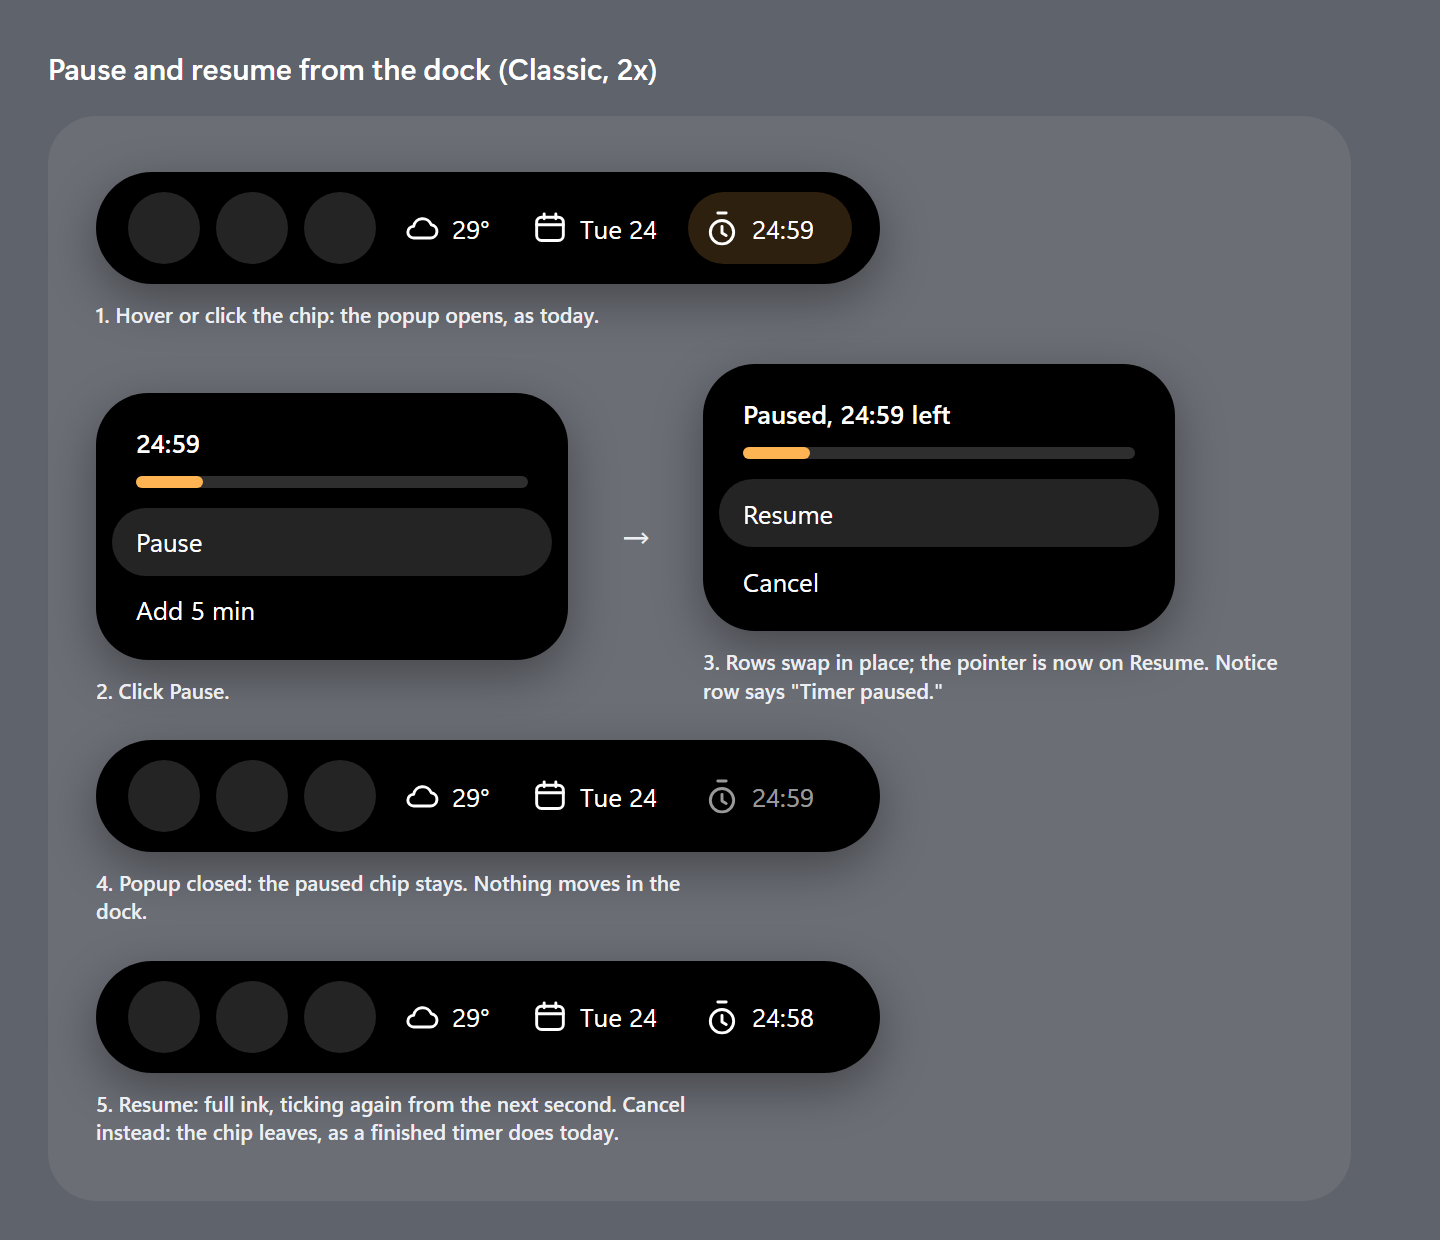 Pause and resume from the dock (Classic, 2x)
29° Tue 24 24:59
1. Hover or click the chip: the popup opens, as today.
24:59
Pause
Add 5 min
→
Paused, 24:59 left
Resume
Cancel
2. Click Pause.
3. Rows swap in place; the pointer is now on Resume. Notice
row says "Timer paused."
29° Tue 24 24:59
4. Popup closed: the paused chip stays. Nothing moves in the
dock.
29° Tue 24 24:58
5. Resume: full ink, ticking again from the next second. Cancel
instead: the chip leaves, as a finished timer does today.